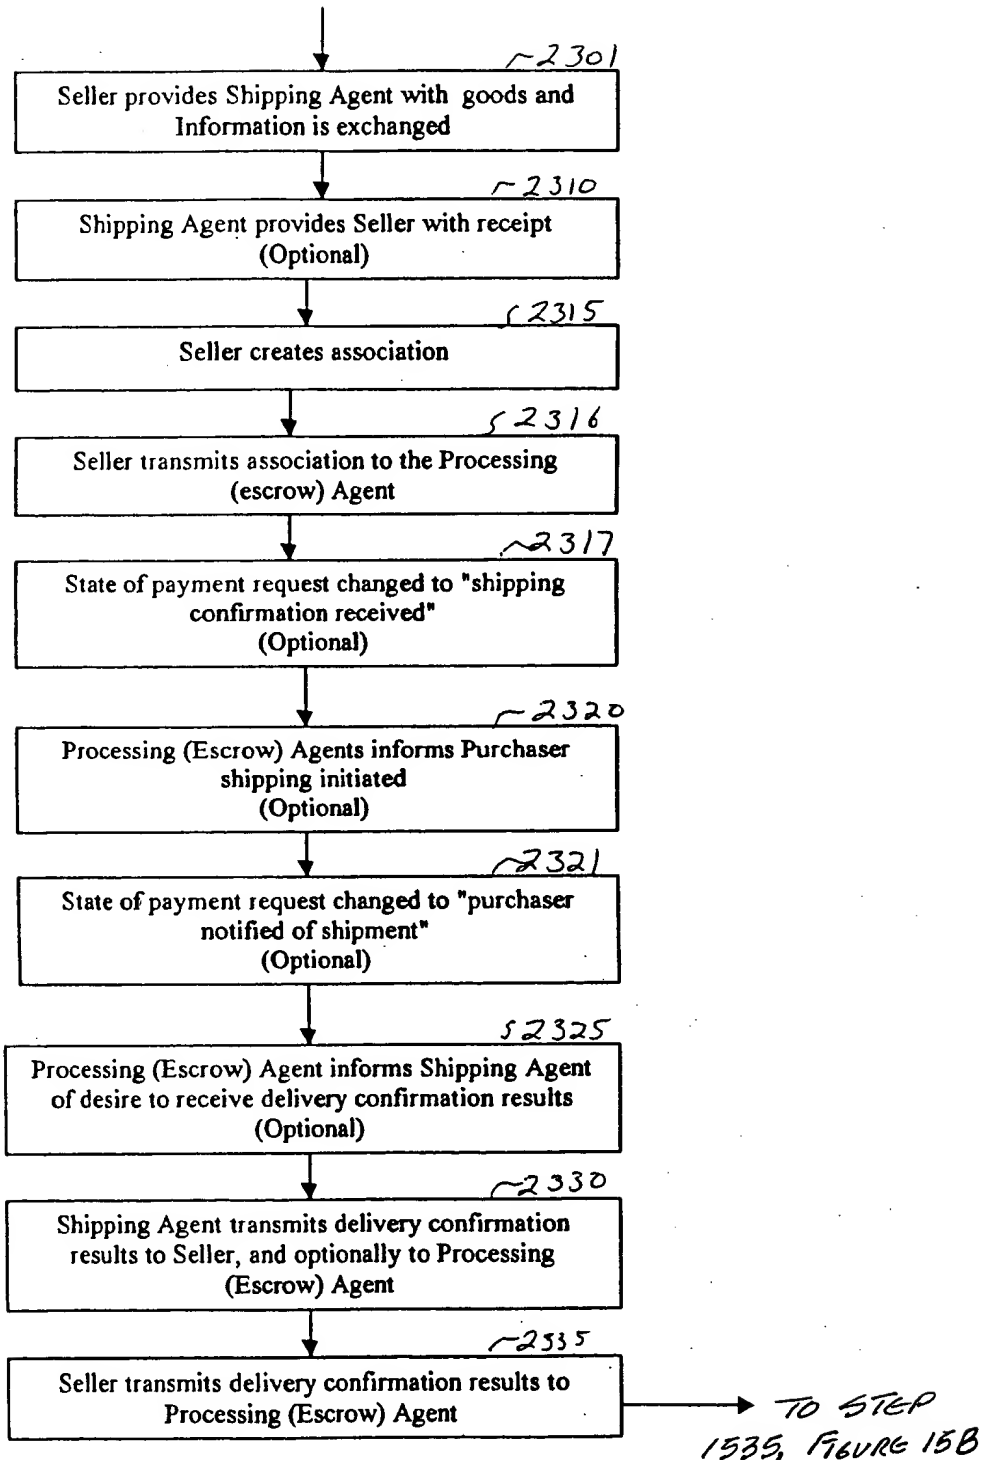 2301
Seller provides Shipping Agent with goods and
Information is exchanged
2310
Shipping Agent provides Seller with receipt
(Optional)
2315
Seller creates association
2316
Seller transmits association to the Processing
(escrow) Agent
2317
State of payment request changed to "shipping
confirmation received"
(Optional)
2320
Processing (Escrow) Agents informs Purchaser
shipping initiated
(Optional)
2321
State of payment request changed to "purchaser
notified of shipment"
(Optional)
2325
Processing (Escrow) Agent informs Shipping Agent
of desire to receive delivery confirmation results
(Optional)
2330
Shipping Agent transmits delivery confirmation
results to Seller, and optionally to Processing
(Escrow) Agent
2335
Seller transmits delivery confirmation results to
Processing (Escrow) Agent
TO STEP
1535, FIGURE 15B